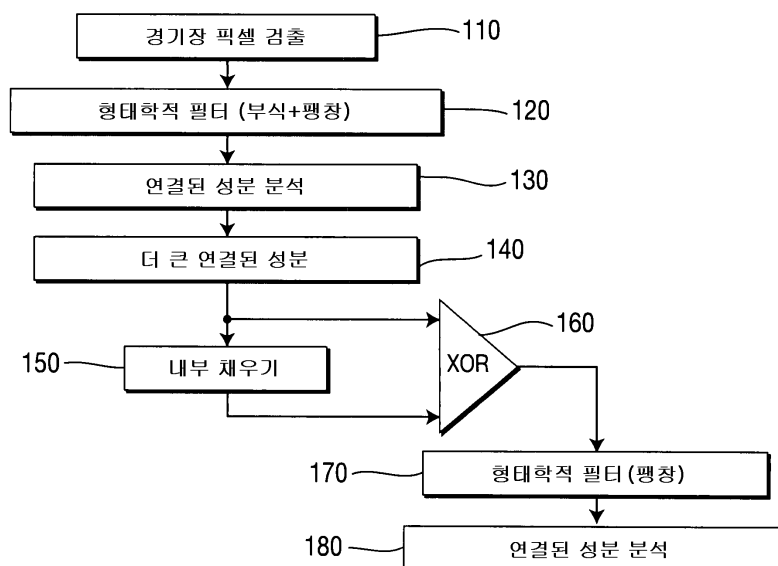 경기장 픽셀 검출
110
형태학적 필터 (부식+팽창)
120
연결된 성분 분석
130
더 큰 연결된 성분
140
150
내부 채우기
XOR
160
170
형태학적 필터 (팽창)
180
연결된 성분 분석